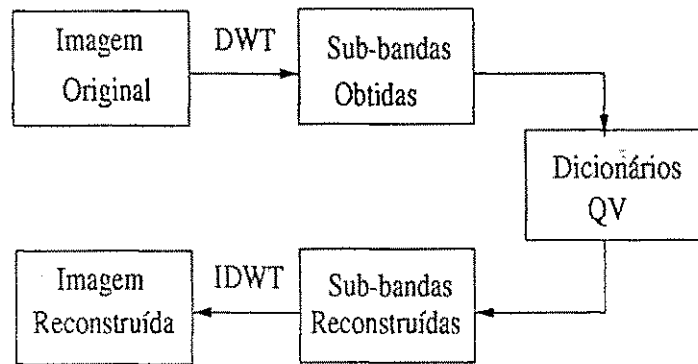 Imagem
Original
DWT
Sub-bandas
Obtidas
Dicionários
QV
Imagem
Reconstruída
IDWT
Sub-bandas
Reconstruídas